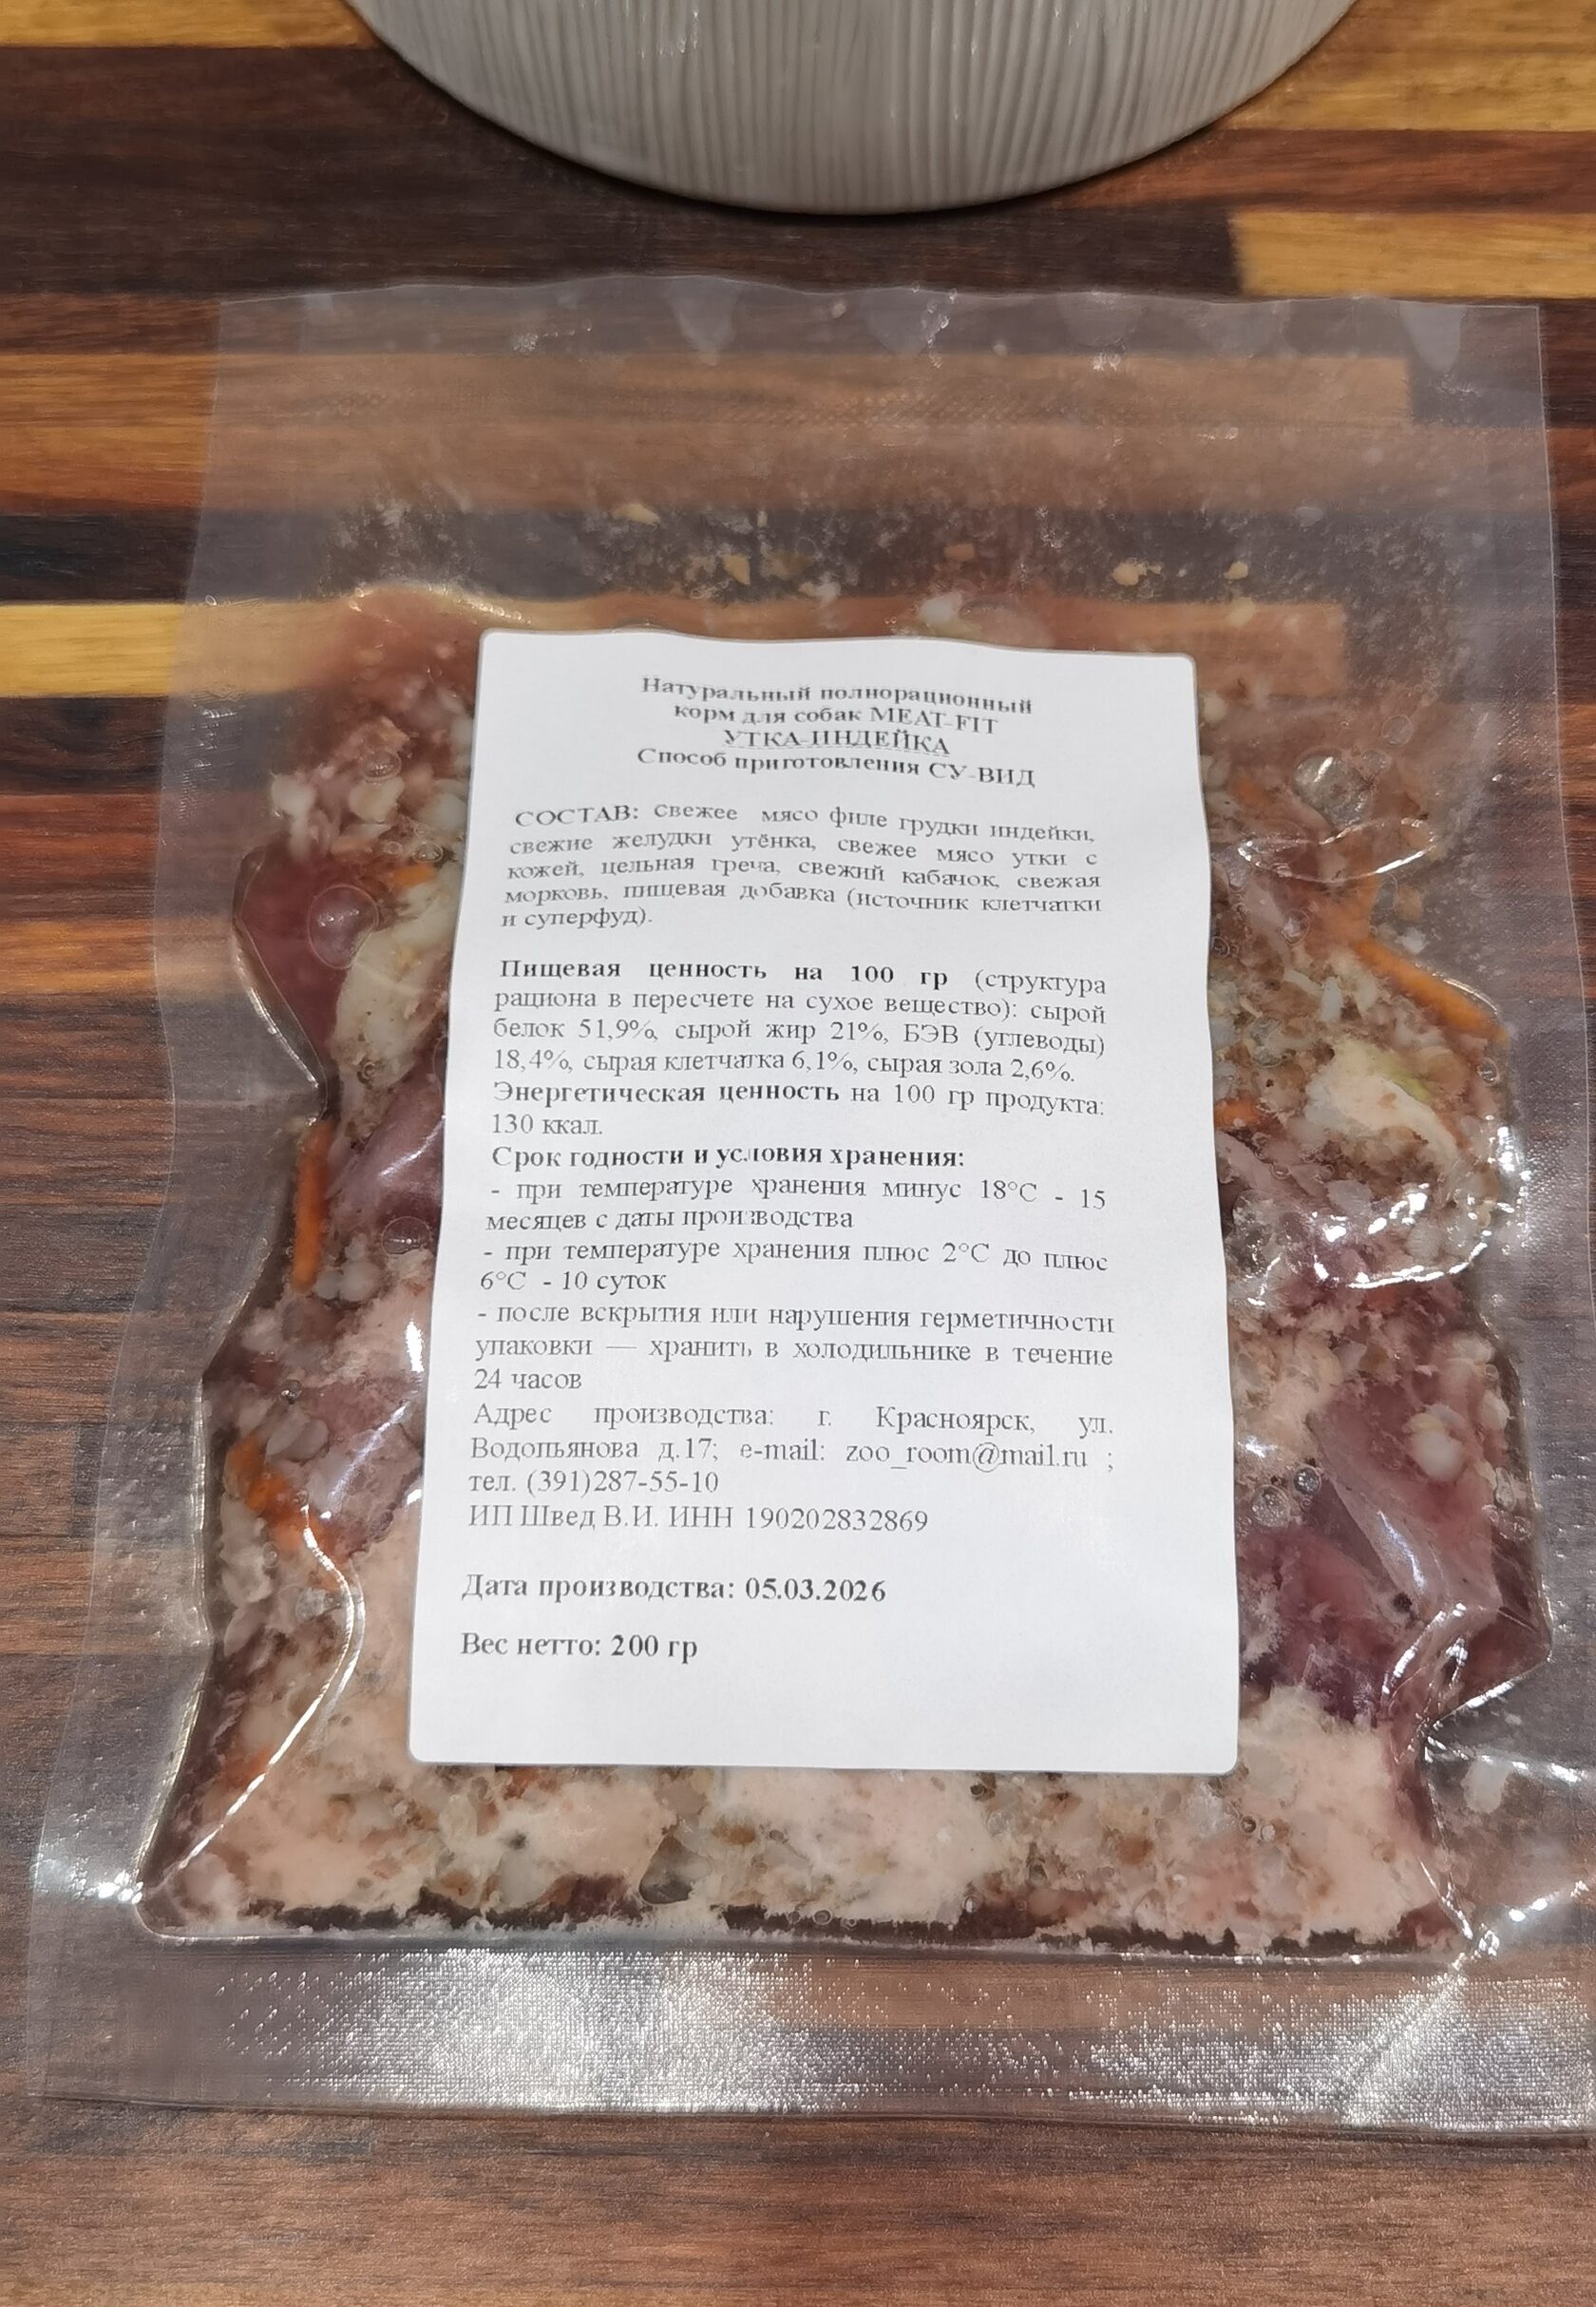 Натуральный полнорационный
корм для собак MEAT-FIT
УТКА-ИНДЕЙКА
Способ приготовления СУ-ВИД
СОСТАВ: свежее мясо филе грудки индейки,
свежие желудки утёнка, свежее мясо утки с
кожей, цельная греча, свежий кабачок, свежая
морковь, пищевая добавка (источник клетчатки
и суперфуд).
Пищевая ценность на 100 гр (структура
рациона в пересчете на сухое вещество): сырой
белок 51,9%, сырой жир 21%, БЭВ (углеводы)
18,4%, сырая клетчатка 6,1%, сырая зола 2,6%.
Энергетическая ценность на 100 гр продукта:
130 ккал.
Срок годности и условия хранения:
- при температуре хранения минус 18°C - 15
месяцев с даты производства
- при температуре хранения плюс 2°C до плюс
6°C - 10 суток
- после вскрытия или нарушения герметичности
упаковки — хранить в холодильнике в течение
24 часов
Адрес производства: г. Красноярск, ул.
Водопьянова д.17; e-mail: zoo_room@mail.ru ;
тел. (391)287-55-10
ИП Швед В.И. ИНН 190202832869
Дата производства: 05.03.2026
Вес нетто: 200 гр